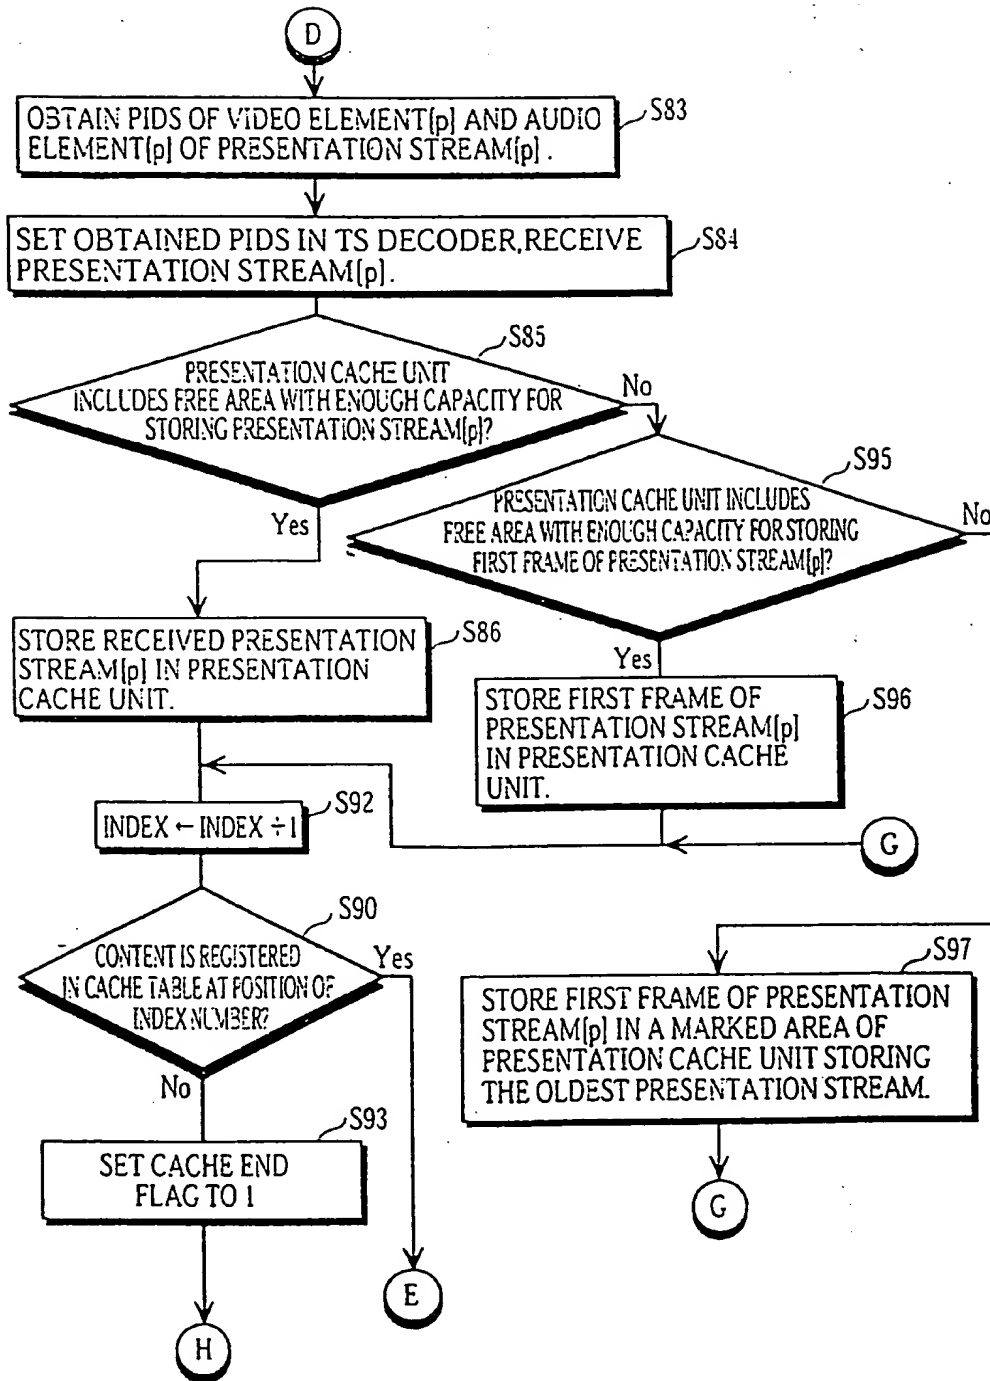 D
OBTAIN PIDS OF VIDEO ELEMENT[p] AND AUDIO
ELEMENT[p] OF PRESENTATION STREAM[p].
S83
SET OBTAINED PIDS IN TS DECODER,RECEIVE
PRESENTATION STREAM[p].
S84
S85
PRESENTATION CACHE UNIT
INCLUDES FREE AREA WITH ENOUGH CAPACITY FOR
STORING PRESENTATION STREAM[p]?
No
Yes
S95
PRESENTATION CACHE UNIT INCLUDES
FREE AREA WITH ENOUGH CAPACITY FOR STORING
FIRST FRAME OF PRESENTATION STREAM[p]?
No
Yes
STORE RECEIVED PRESENTATION
STREAM[p] IN PRESENTATION
CACHE UNIT.
S86
STORE FIRST FRAME OF
PRESENTATION STREAM[p]
IN PRESENTATION CACHE
UNIT.
S96
S92
INDEX ← INDEX ÷ 1
G
S90
CONTENT IS REGISTERED
IN CACHE TABLE AT POSITION OF
INDEX NUMBER?
Yes
No
S97
STORE FIRST FRAME OF PRESENTATION
STREAM[p] IN A MARKED AREA OF
PRESENTATION CACHE UNIT STORING
THE OLDEST PRESENTATION STREAM.
S93
SET CACHE END
FLAG TO 1
G
E
H